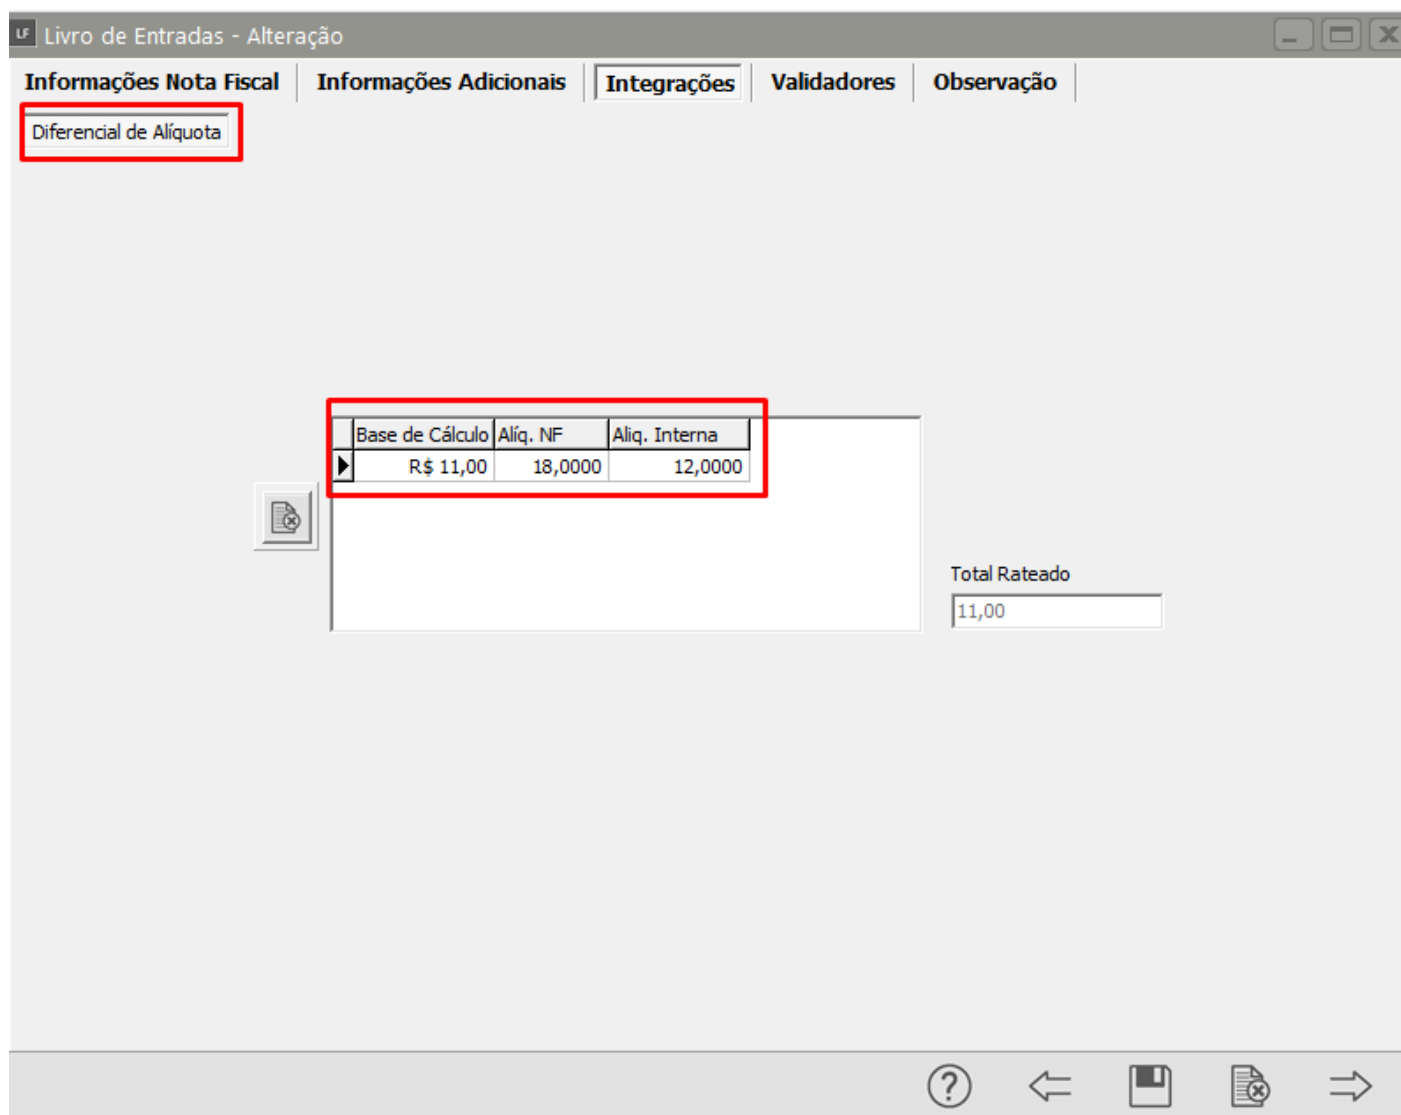 LF Livro de Entradas - Alteração
Informações Nota Fiscal Informações Adicionais Integrações Validadores Observação
Diferencial de Alíquota
Base de Cálculo Alíq. NF Aliq. Interna
R$ 11,00 18,0000 12,0000
Total Rateado
11,00